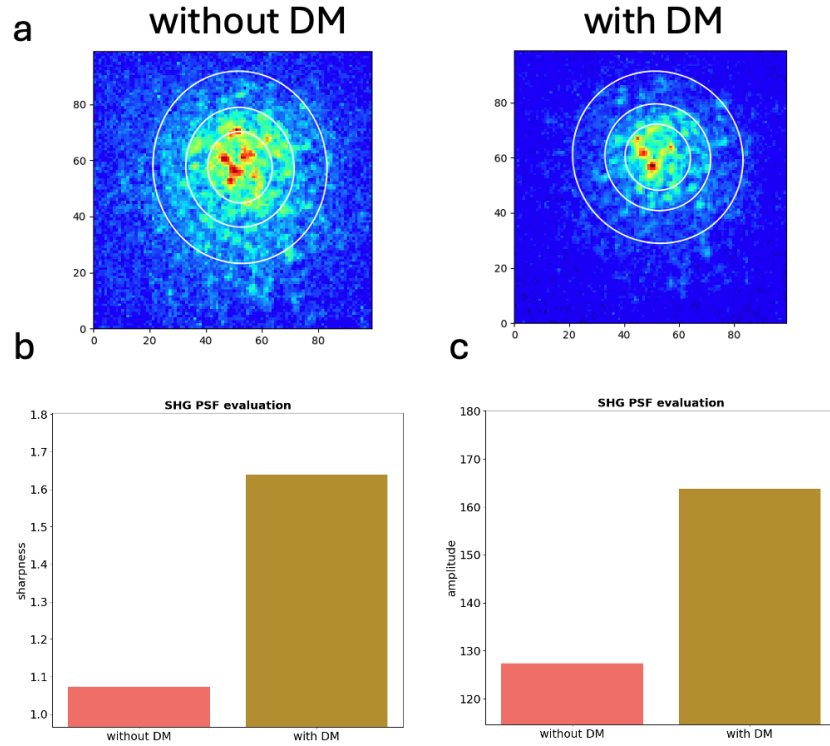 a
without DM
with DM
80
60
40
20
0
0
20
40
60
80
80
60
40
20
0
0
20
40
60
80
b
c
SHG PSF evaluation
1.8
1.7
1.6
1.5
1.4
1.3
1.2
1.1
1.0
sharpness
without DM
with DM
SHG PSF evaluation
180
170
160
150
140
130
120
amplitude
without DM
with DM